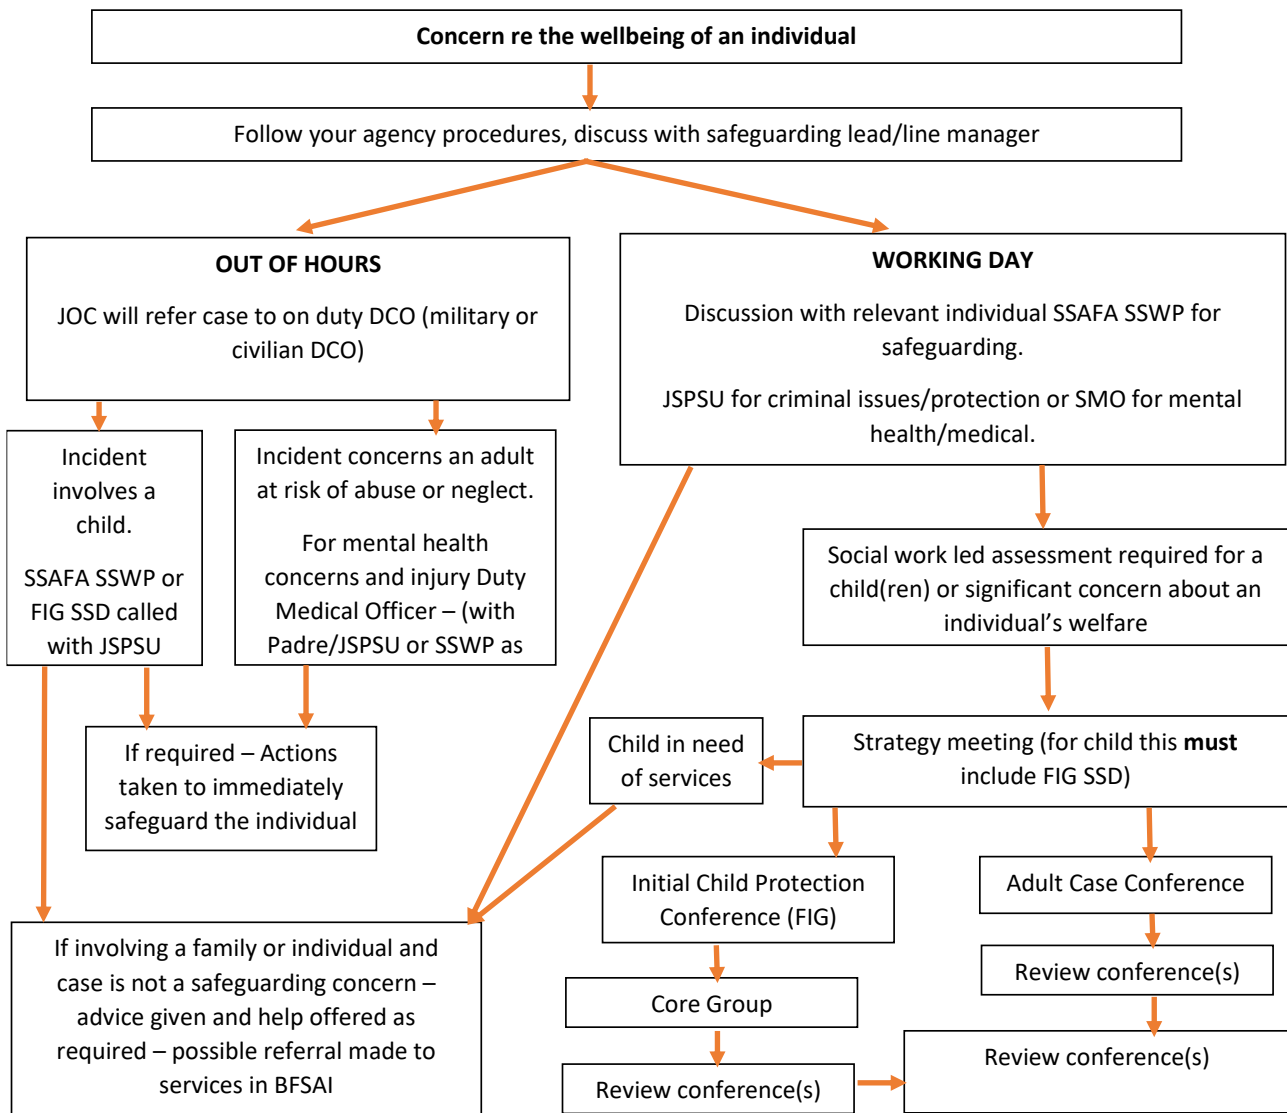 Concern re the wellbeing of an individual
Follow your agency procedures, discuss with safeguarding lead/line manager
OUT OF HOURS
JOC will refer case to on duty DCO (military or
civilian DCO)
WORKING DAY
Discussion with relevant individual SSAFA SSWP for
safeguarding.
JSPSU for criminal issues/protection or SMO for mental
health/medical.
Incident
involves a
child.
SSAFA SSWP or
FIG SSD called
with JSPSU
Incident concerns an adult
at risk of abuse or neglect.
For mental health
concerns and injury Duty
Medical Officer – (with
Padre/JSPSU or SSWP as
Social work led assessment required for a
child(ren) or significant concern about an
individual’s welfare
If required – Actions
taken to immediately
safeguard the individual
Child in need
of services
Strategy meeting (for child this must
include FIG SSD)
Initial Child Protection
Conference (FIG)
Adult Case Conference
If involving a family or individual and
case is not a safeguarding concern –
advice given and help offered as
required – possible referral made to
services in BFSAI
Core Group
Review conference(s)
Review conference(s)
Review conference(s)